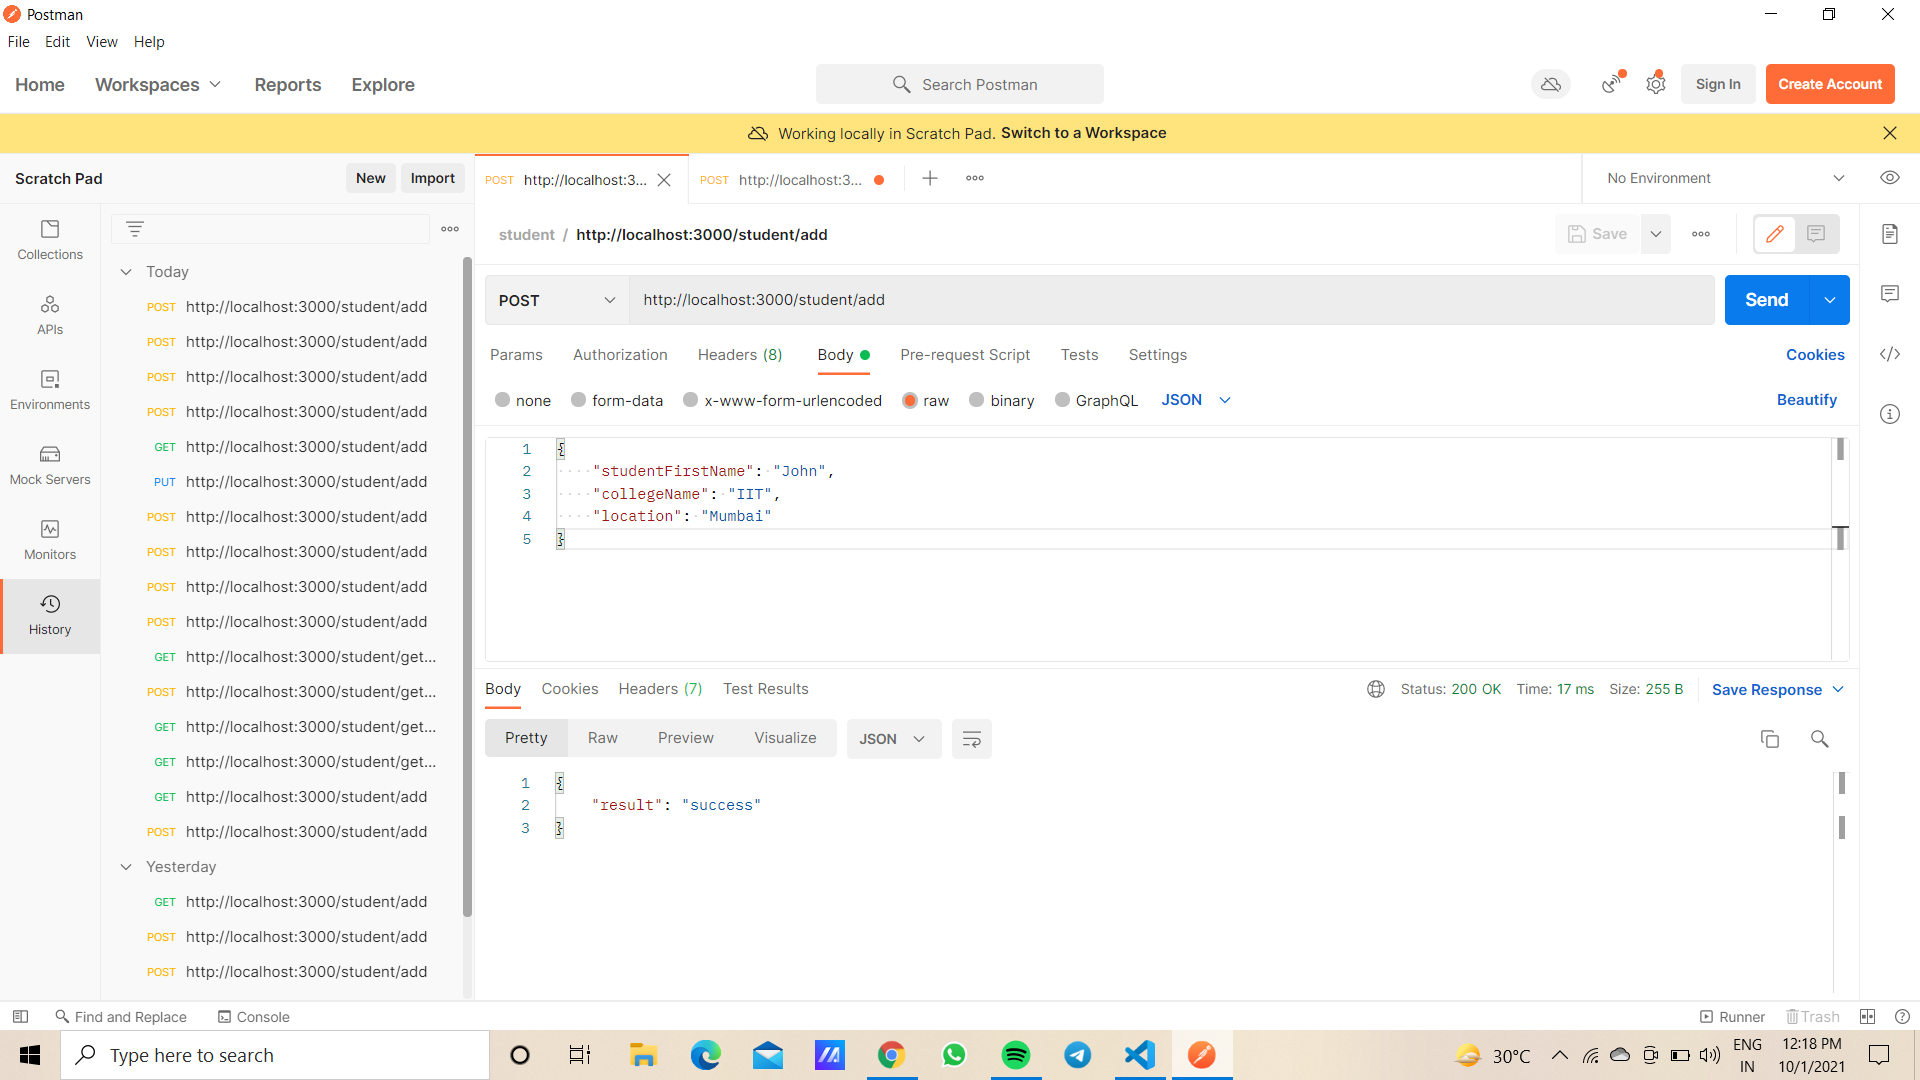 Postman
File Edit View Help
Home Workspaces Reports Explore
Search Postman
Sign In Create Account
Working locally in Scratch Pad. Switch to a Workspace
Scratch Pad New Import
POST http://localhost:3... POST http://localhost:3...
No Environment
Collections
APIs
Environments
Mock Servers
Monitors
History
Today
POST http://localhost:3000/student/add
POST http://localhost:3000/student/add
POST http://localhost:3000/student/add
POST http://localhost:3000/student/add
GET http://localhost:3000/student/add
PUT http://localhost:3000/student/add
POST http://localhost:3000/student/add
POST http://localhost:3000/student/add
POST http://localhost:3000/student/add
POST http://localhost:3000/student/add
GET http://localhost:3000/student/get...
POST http://localhost:3000/student/get...
GET http://localhost:3000/student/get...
GET http://localhost:3000/student/get...
GET http://localhost:3000/student/add
POST http://localhost:3000/student/add
Yesterday
GET http://localhost:3000/student/add
POST http://localhost:3000/student/add
POST http://localhost:3000/student/add
student / http://localhost:3000/student/add
Save
POST http://localhost:3000/student/add Send
Params Authorization Headers (8) Body Pre-request Script Tests Settings Cookies
none form-data x-www-form-urlencoded raw binary GraphQL JSON Beautify
1 {
2 "studentFirstName": "John",
3 "collegeName": "IIT",
4 "location": "Mumbai"
5 }
Body Cookies Headers (7) Test Results Status: 200 OK Time: 17 ms Size: 255 B Save Response
Pretty Raw Preview Visualize JSON
1 {
2 "result": "success"
3 }
Find and Replace Console Runner Trash
Type here to search
30°C
ENG
IN
12:18 PM
10/1/2021